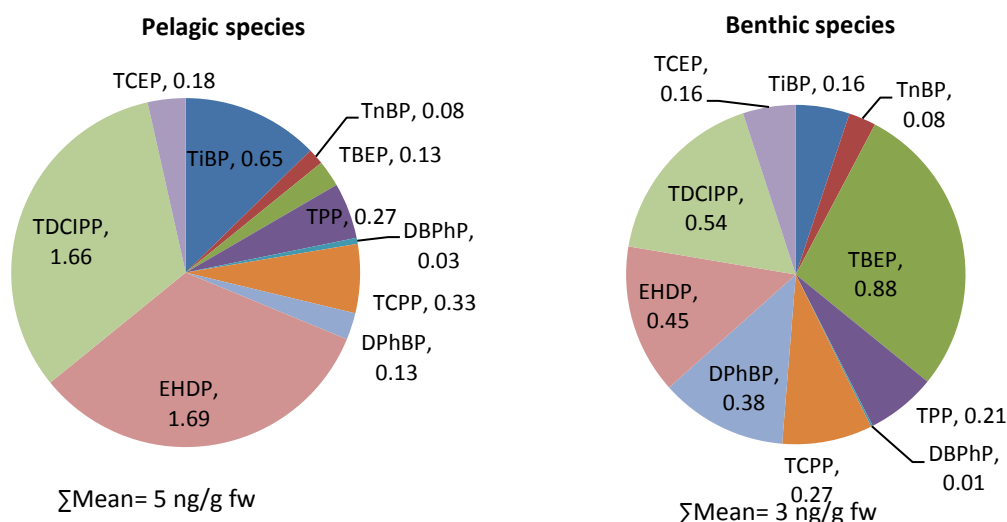 Pelagic species
TCEP, 0.18
TiBP, 0.65
TnBP, 0.08
TBEP, 0.13
TPP, 0.27
DBPhP,
0.03
TCPP, 0.33
DPhBP,
0.13
EHDP,
1.69
TDCIPP,
1.66
∑Mean= 5 ng/g fw
Benthic species
TCEP,
0.16
TiBP, 0.16
TnBP,
0.08
TBEP,
0.88
TPP, 0.21
DBPhP,
0.01
TCPP,
0.27
DPhBP,
0.38
EHDP,
0.45
TDCIPP,
0.54
∑Mean= 3 ng/g fw